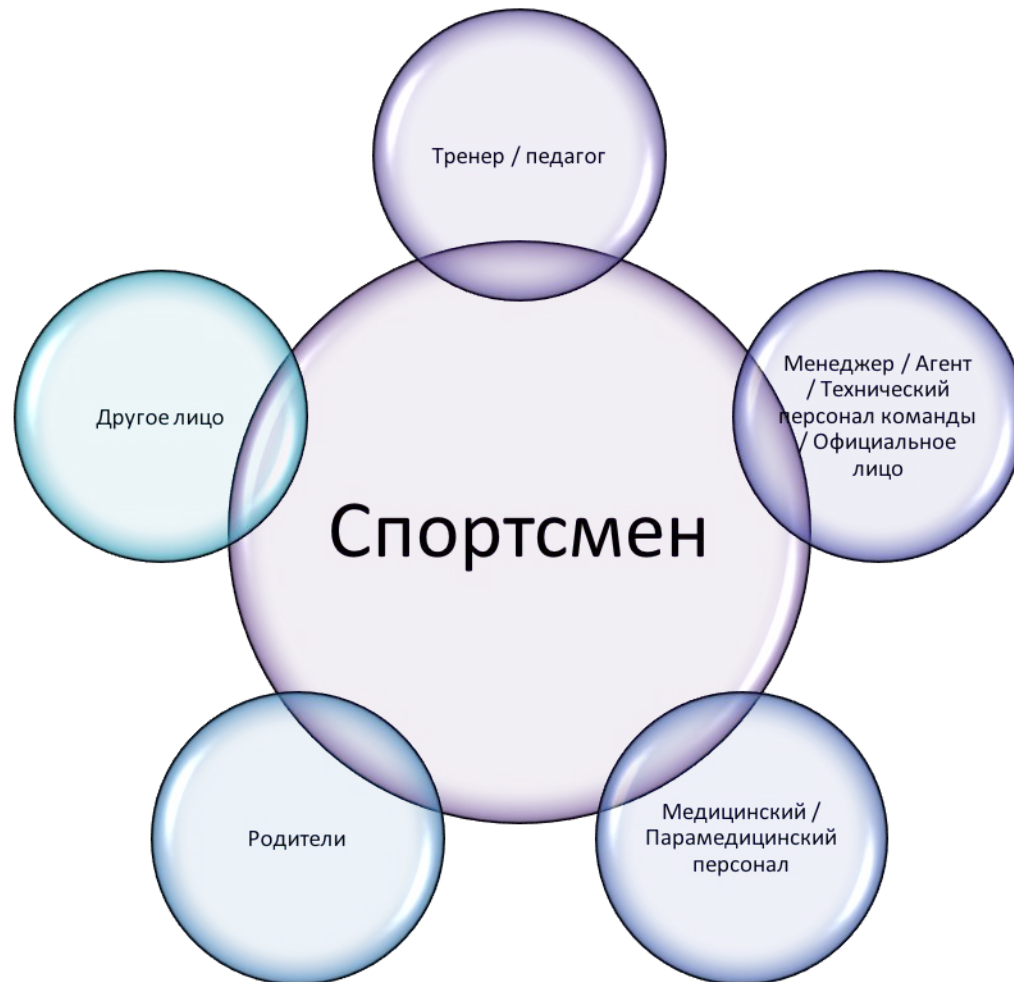 Тренер / педагог
Менеджер / Агент
/ Технический
персонал команды
/ Официальное
лицо
Другое лицо
Спортсмен
Медицинский /
Парамедицинский
персонал
Родители